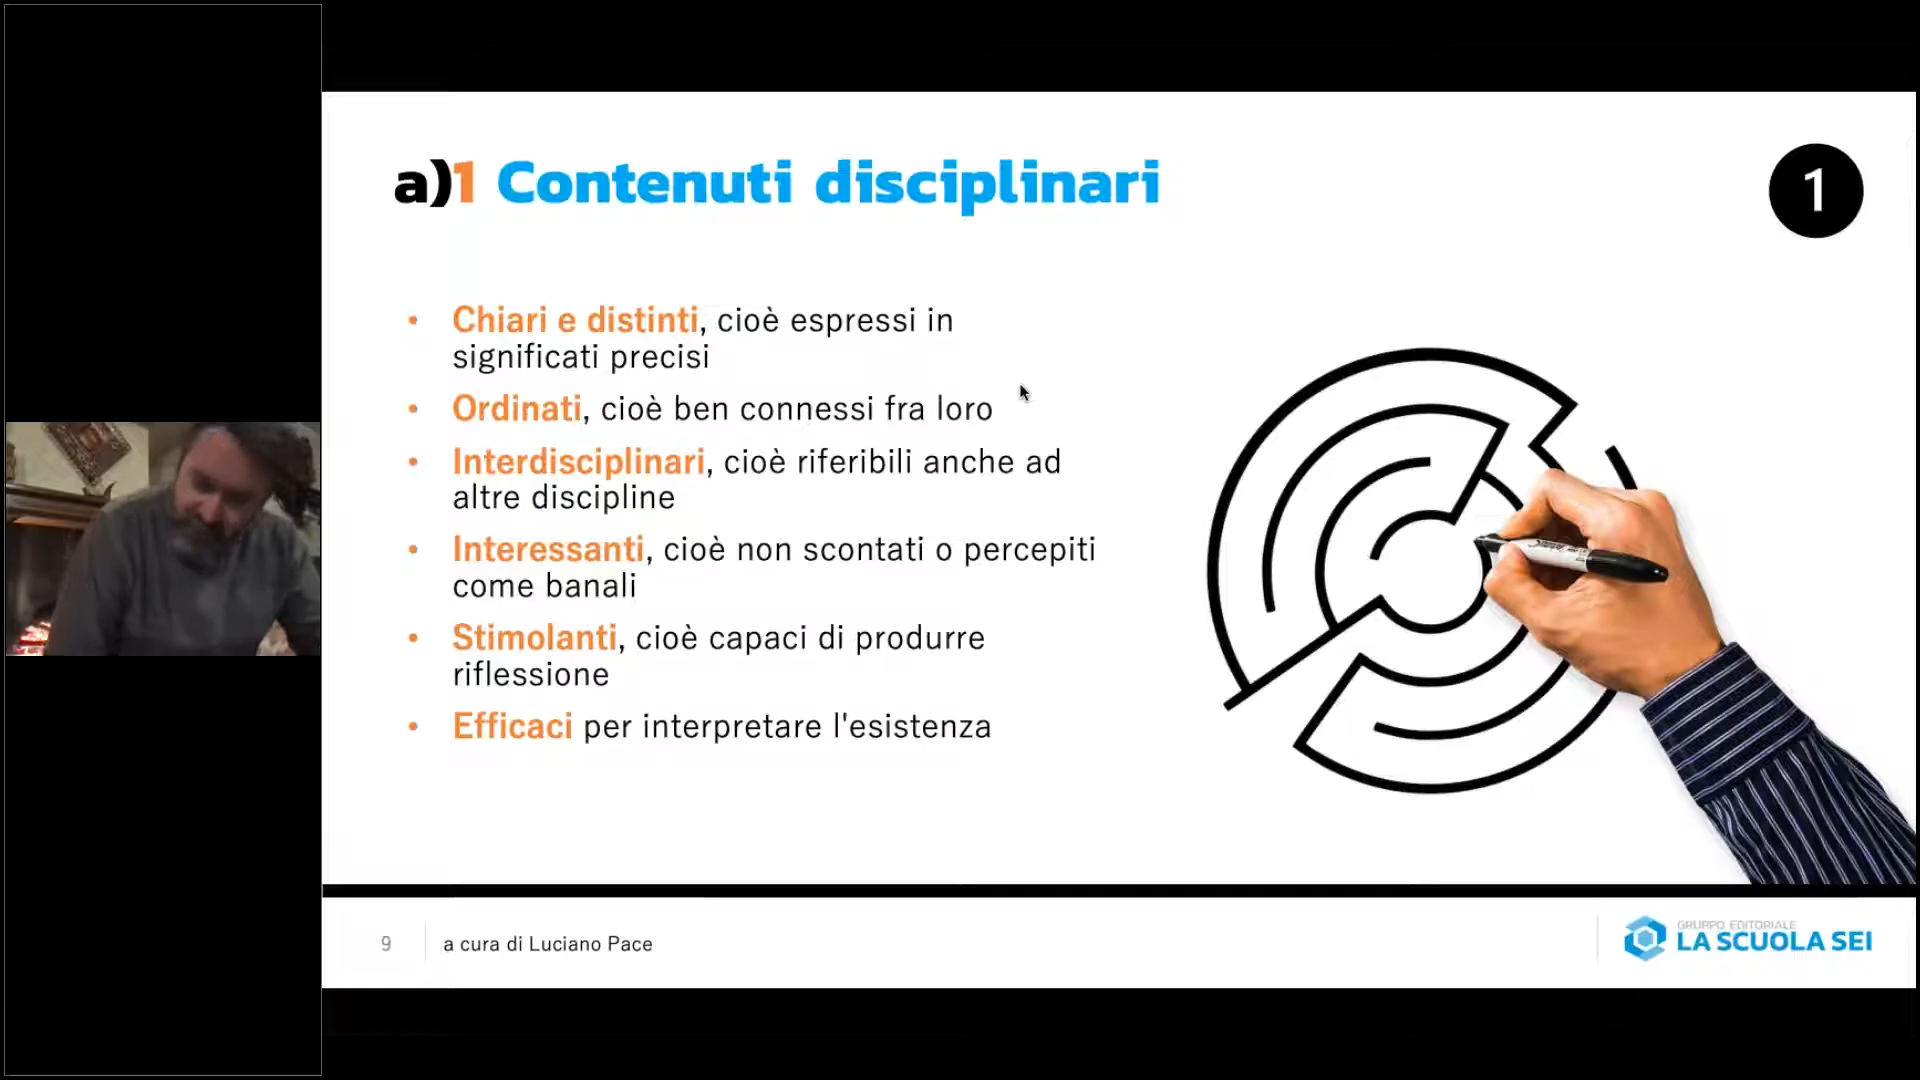 a)1 Contenuti disciplinari
1
• Chiari e distinti, cioè espressi in
significati precisi
• Ordinati, cioè ben connessi fra loro
• Interdisciplinari, cioè riferibili anche ad
altre discipline
• Interessanti, cioè non scontati o percepiti
come banali
• Stimolanti, cioè capaci di produrre
riflessione
• Efficaci per interpretare l'esistenza
9
a cura di Luciano Pace
GRUPPO EDITORIALE
LA SCUOLA SEI